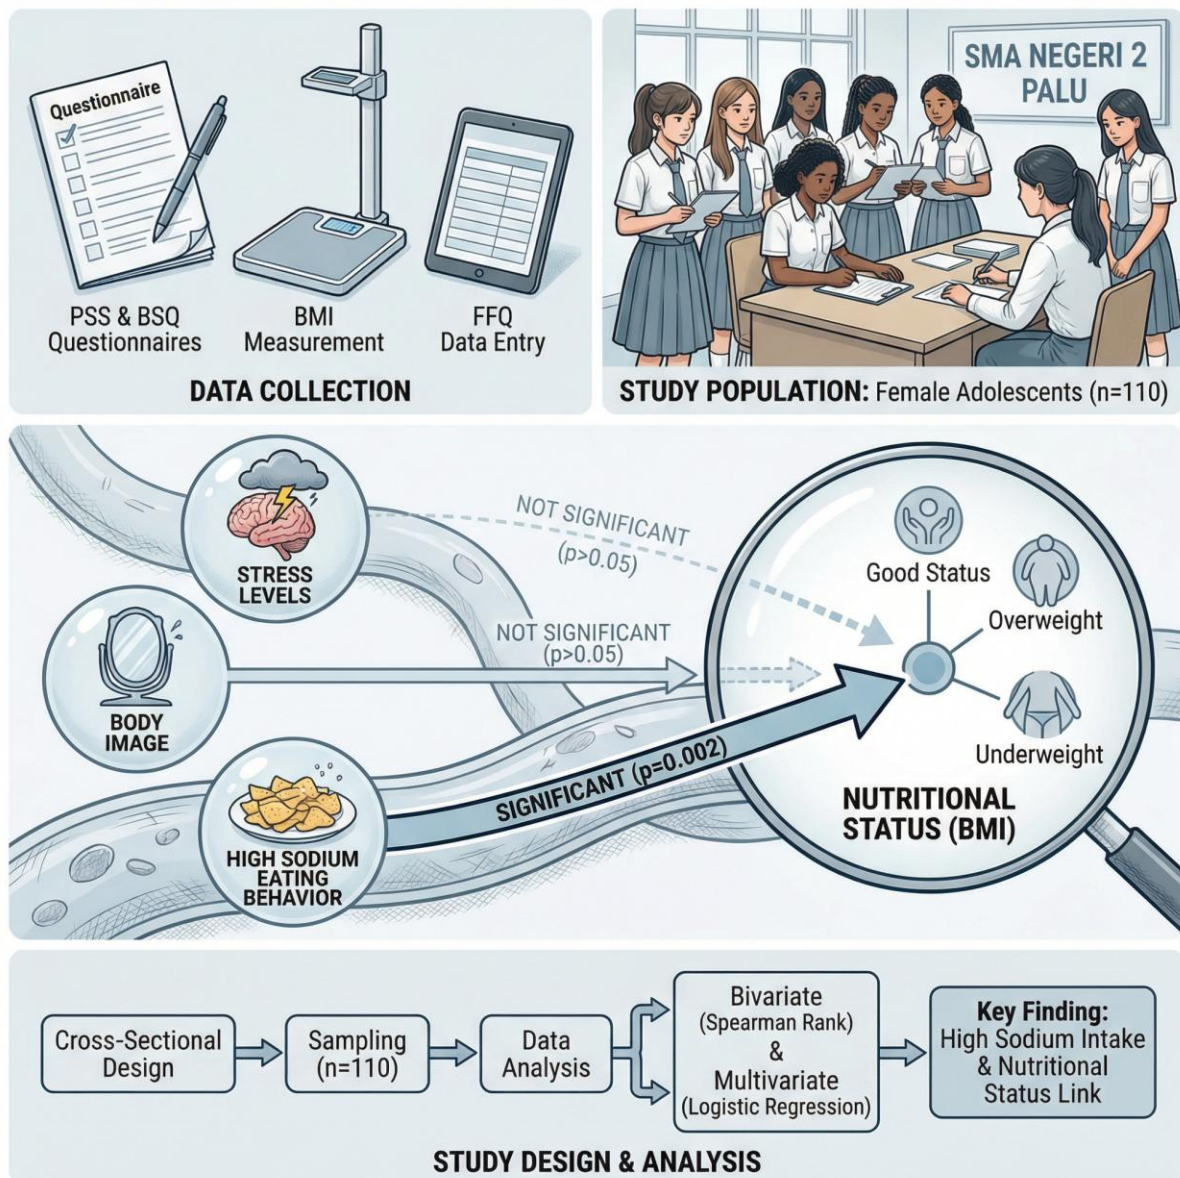 Questionnaire
PSS & BSQ
Questionnaires
BMI
Measurement
FFQ
Data Entry
DATA COLLECTION
SMA NEGERI 2
PALU
STUDY POPULATION: Female Adolescents (n=110)
STRESS
LEVELS
NOT SIGNIFICANT
(p>0.05)
BODY
IMAGE
NOT SIGNIFICANT
(p>0.05)
HIGH SODIUM
EATING
BEHAVIOR
SIGNIFICANT (p=0.002)
Good Status
Overweight
Underweight
NUTRITIONAL
STATUS (BMI)
Cross-Sectional
Design
Sampling
(n=110)
Data
Analysis
Bivariate
(Spearman Rank)
&
Multivariate
(Logistic Regression)
Key Finding:
High Sodium Intake
& Nutritional
Status Link
STUDY DESIGN & ANALYSIS